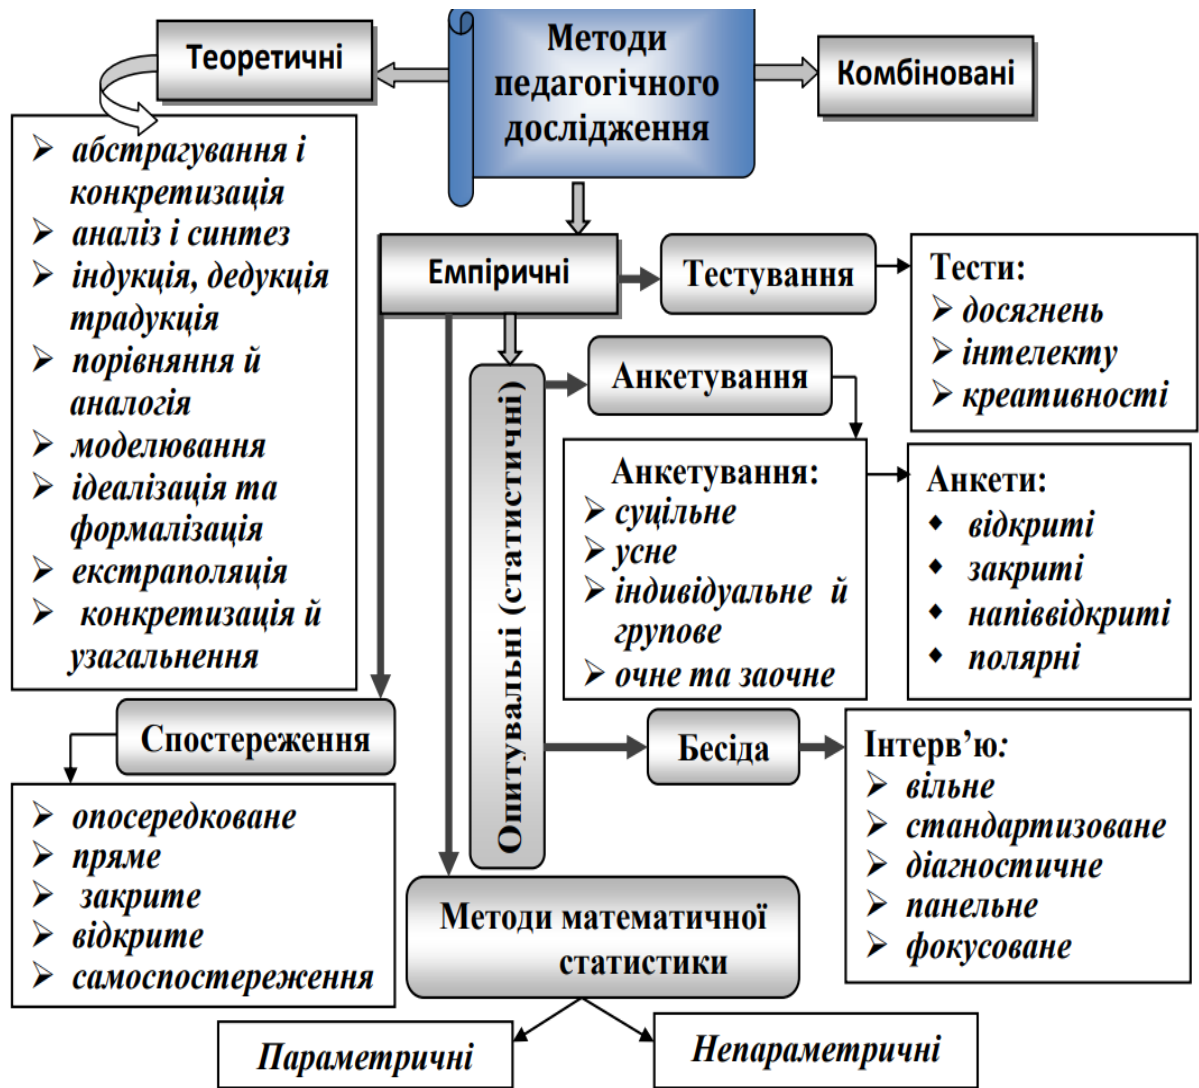 Методи
педагогічного
дослідження
Теоретичні
Комбіновані
абстрагування і
конкретизація
аналіз і синтез
індукція, дедукція
традукція
порівняння й
аналогія
моделювання
ідеалізація та
формалізація
екстраполяція
конкретизація й
узагальнення
Емпіричні
Тестування
Тести:
досягнень
інтелекту
креативності
Опитувальні (статистичні)
Анкетування
Анкетування:
суцільне
усне
індивідуальне й
групове
очне та заочне
Анкети:
відкриті
закриті
напіввідкриті
полярні
Спостереження
опосередковане
пряме
закрите
відкрите
самоспостереження
Бесіда
Інтерв’ю:
вільне
стандартизоване
діагностичне
панельне
фокусоване
Методи математичної
статистики
Параметричні
Непараметричні